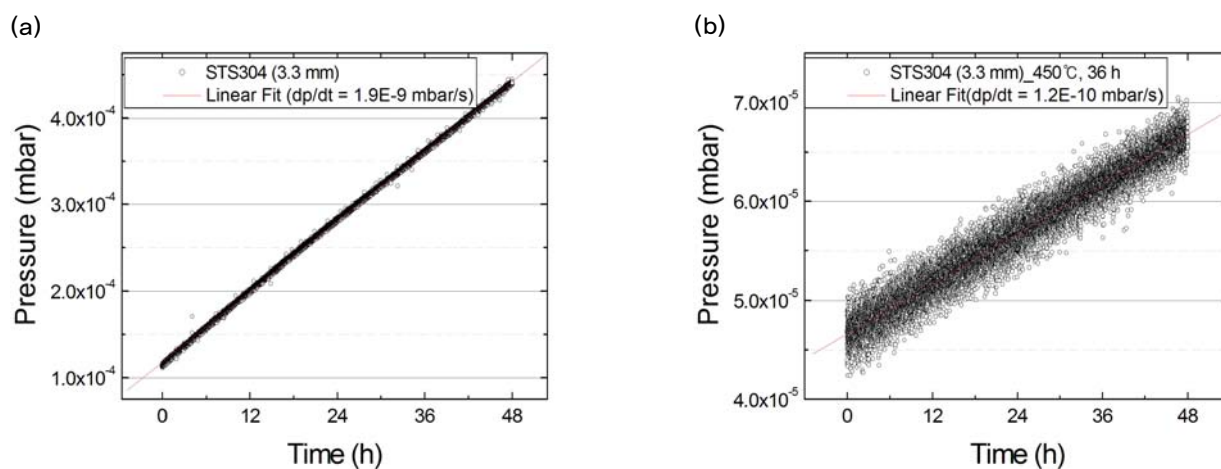 (a)
STS304 (3.3 mm)
Linear Fit (dp/dt = 1.9E-9 mbar/s)
4.0x10⁻⁴
3.0x10⁻⁴
2.0x10⁻⁴
1.0x10⁻⁴
Pressure (mbar)
0 12 24 36 48
Time (h)
(b)
STS304 (3.3 mm)_450℃, 36 h
Linear Fit(dp/dt = 1.2E-10 mbar/s)
7.0x10⁻⁵
6.0x10⁻⁵
5.0x10⁻⁵
4.0x10⁻⁵
Pressure (mbar)
0 12 24 36 48
Time (h)